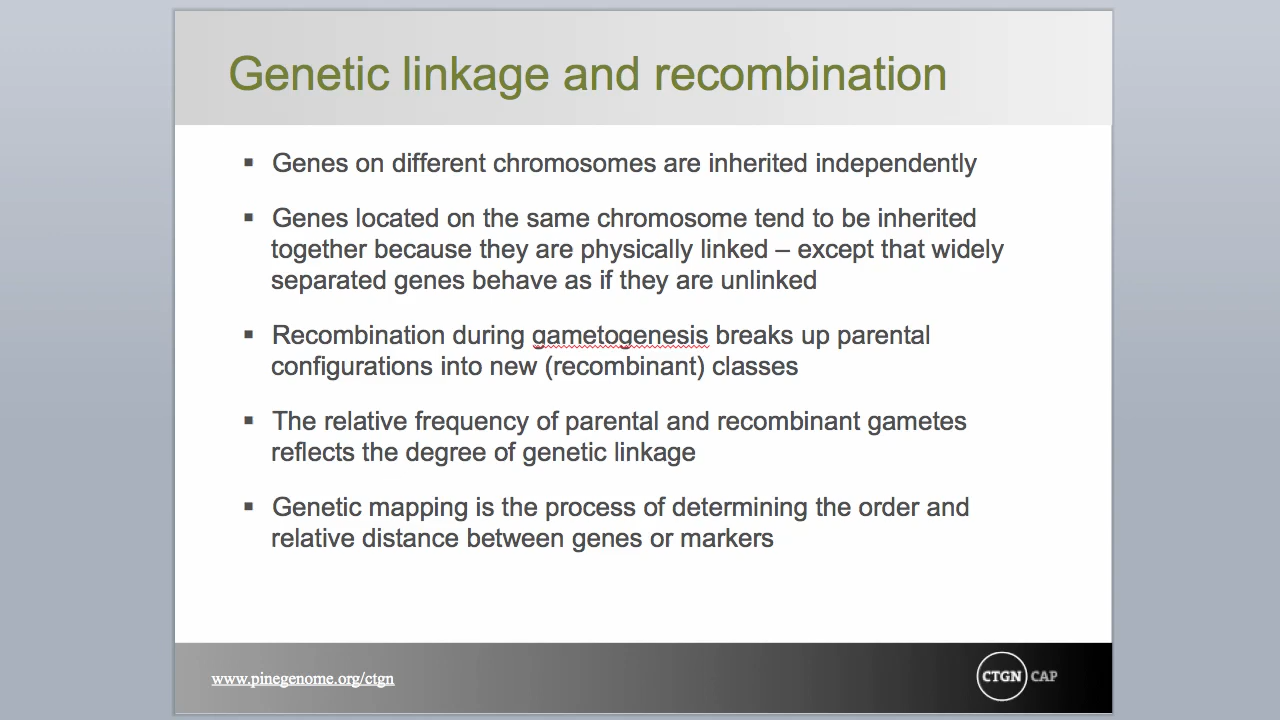 Genetic linkage and recombination
▪ Genes on different chromosomes are inherited independently
▪ Genes located on the same chromosome tend to be inherited
together because they are physically linked – except that widely
separated genes behave as if they are unlinked
▪ Recombination during gametogenesis breaks up parental
configurations into new (recombinant) classes
▪ The relative frequency of parental and recombinant gametes
reflects the degree of genetic linkage
▪ Genetic mapping is the process of determining the order and
relative distance between genes or markers
www.pinegenome.org/ctgn
CTGN CAP